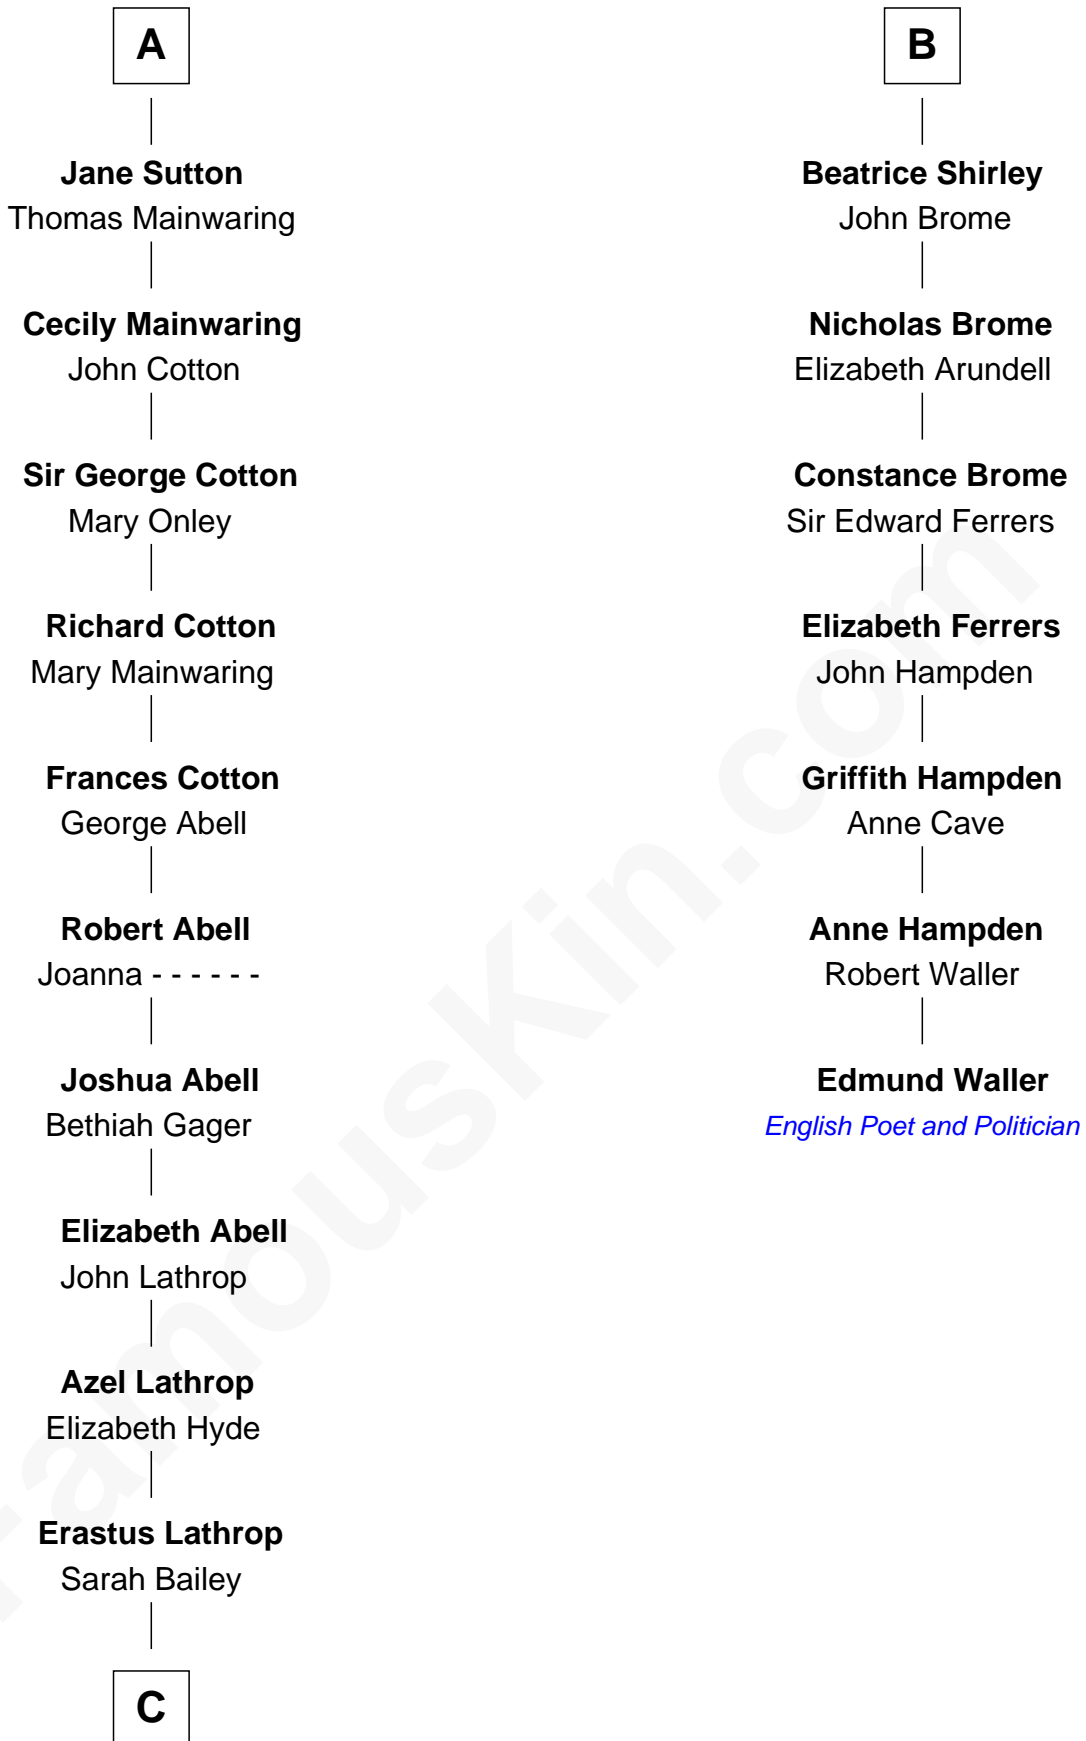 A
Jane Sutton
Thomas Mainwaring
Cecily Mainwaring
John Cotton
Sir George Cotton
Mary Onley
Richard Cotton
Mary Mainwaring
Frances Cotton
George Abell
Robert Abell
Joanna - - - - - -
Joshua Abell
Bethiah Gager
Elizabeth Abell
John Lathrop
Azel Lathrop
Elizabeth Hyde
Erastus Lathrop
Sarah Bailey
C
B
Beatrice Shirley
John Brome
Nicholas Brome
Elizabeth Arundell
Constance Brome
Sir Edward Ferrers
Elizabeth Ferrers
John Hampden
Griffith Hampden
Anne Cave
Anne Hampden
Robert Waller
Edmund Waller
English Poet and Politician
FamousKin.com